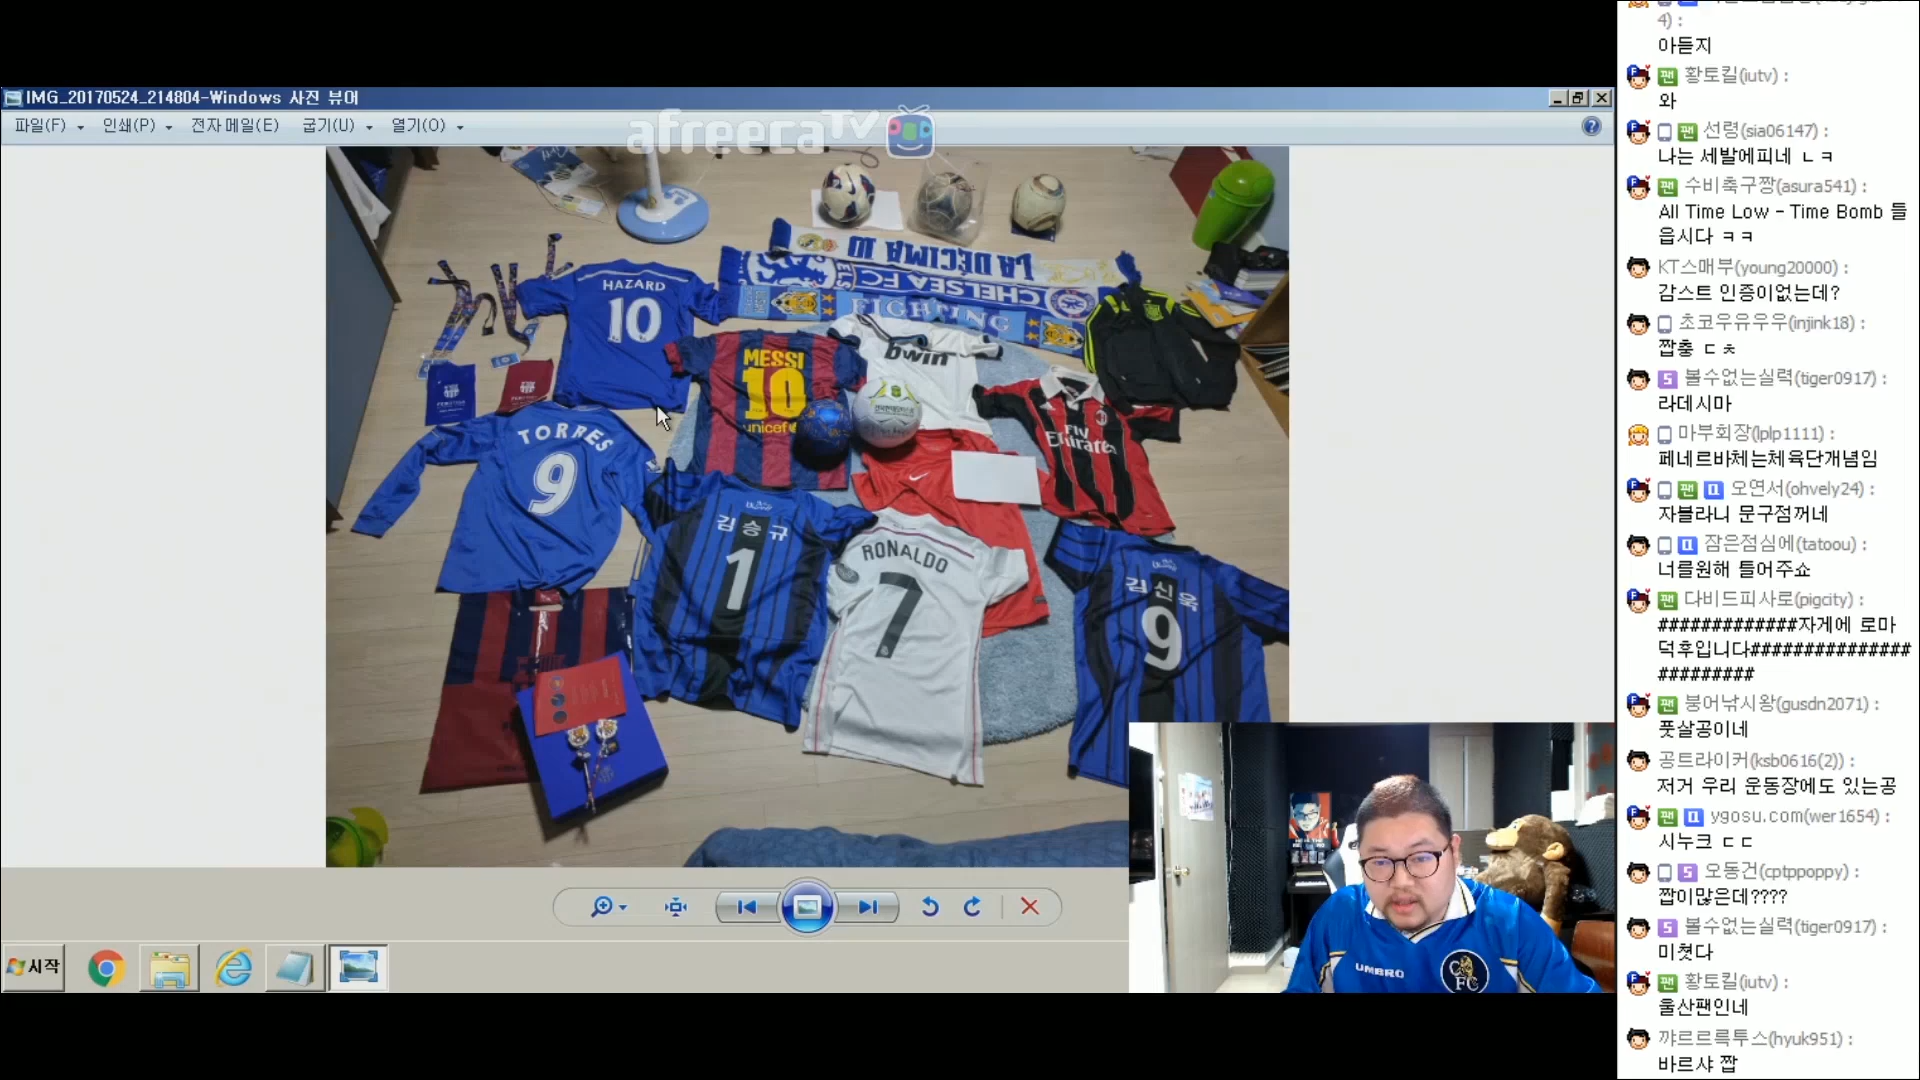 IMG_20170524_214804-Windows 사진 뷰어
파일(F)
인쇄(P)
전자 메일(E)
굽기(U)
열기(O)
afreecaTV
LA DECIMA 10
CHELSEA FC
FIGHTING
HAZARD
10
MESSI
10
unicef
bwin
Fly
Emirates
TORRES
9
김승규
1
RONALDO
7
김신욱
9
UMBRO
C
FC
시작
4) :
아듣지
팬 황토킬(iutv) :
와
팬 선령(sia06147) :
나는 세발에피네 ㄴㅋ
팬 수비축구짱(asura541) :
All Time Low - Time Bomb 들
읍시다 ㅋㅋ
KT스매부(young20000) :
감스트 인증이없는데?
초코우유우우(injink18) :
짭충 ㄷㅊ
S 볼수없는실력(tiger0917) :
라데시마
마부회장(lplp1111) :
페네르바체는체육단개념임
팬 오연서(ohvely24) :
자블라니 문구점꺼네
잠은점심에(tatoou) :
너를원해 틀어주쇼
팬 다비드피사로(pigcity) :
#############자게에 로마
덕후입니다###############
#########
팬 붕어낚시왕(gusdn2071) :
풋살공이네
공트라이커(ksb0616(2)) :
저거 우리 운동장에도 있는공
팬 ygosu.com(wer1654) :
시누크 ㄷㄷ
S 오동건(cptppoppy) :
짭이많은데????
S 볼수없는실력(tiger0917) :
미쳣다
팬 황토킬(iutv) :
울산팬인네
꺄르르륵투스(hyuk951) :
바르샤 짭